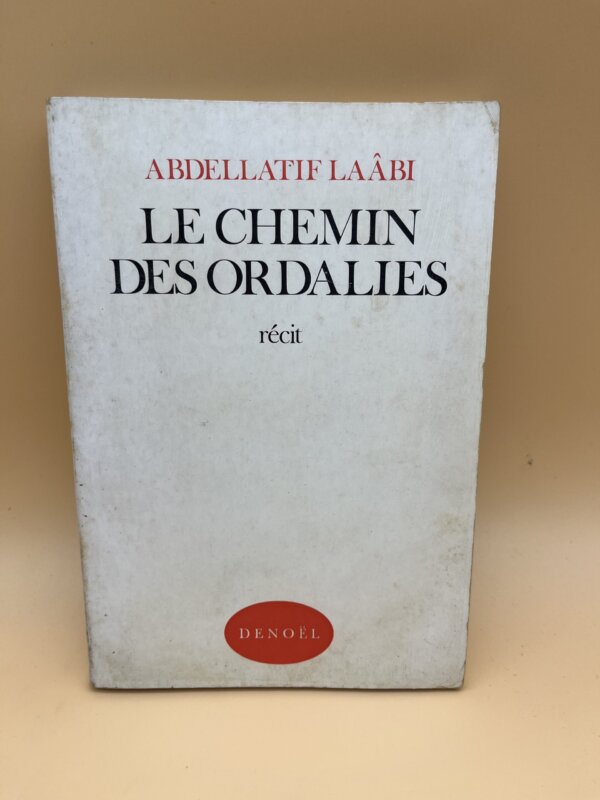 ABDELLATIF LAÂBI
LE CHEMIN
DES ORDALIES
récit
DENOËL